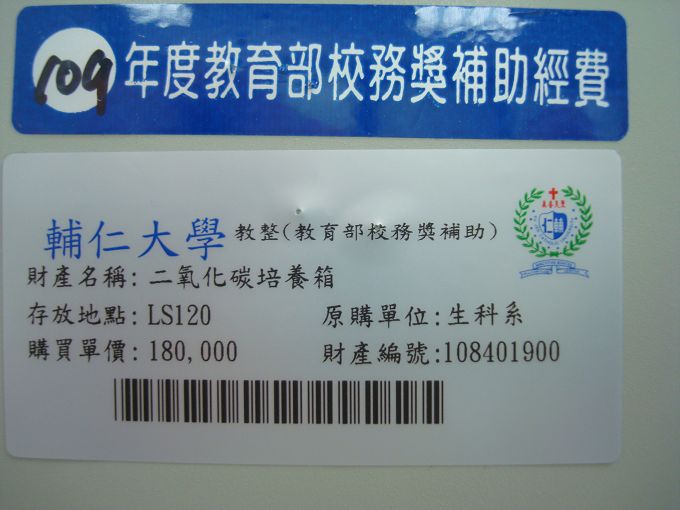 109年度教育部校務獎補助經費
輔仁大學 教整(教育部校務獎補助)
財產名稱: 二氧化碳培養箱
存放地點: LS120 原購單位:生科系
購買單價: 180,000 財產編號:108401900